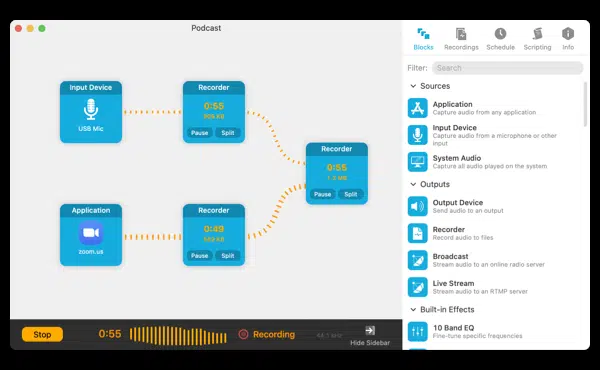 Podcast
Blocks Recordings Schedule Scripting Info
Filter: Search
Sources
Application
Capture audio from any application
Input Device
Capture audio from a microphone or other
input
System Audio
Capture all audio played on the system
Outputs
Output Device
Send audio to an output
Recorder
Record audio to files
Broadcast
Stream audio to an online radio server
Live Stream
Stream audio to an RTMP server
Built-in Effects
10 Band EQ
Fine-tune specific frequencies
Input Device
USB Mic
Recorder
0:55
Pause Split
Recorder
0:55
1.0 MB
Pause Split
Application
zoom.us
Recorder
0:49
Pause Split
Stop 0:55 Recording 44.1 kHz
Hide Sidebar